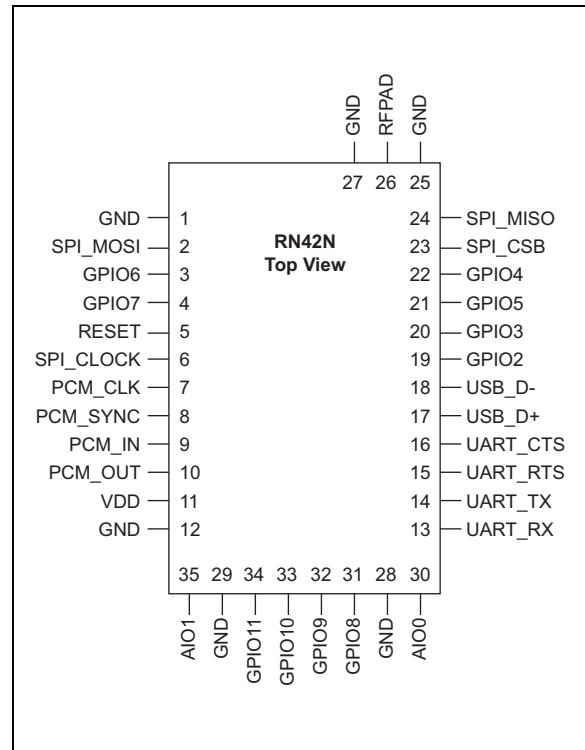 GND RFPAD GND
27 26 25
RN42N
Top View
GND 1 24 SPI_MISO
SPI_MOSI 2 23 SPI_CSB
GPIO6 3 22 GPIO4
GPIO7 4 21 GPIO5
RESET 5 20 GPIO3
SPI_CLOCK 6 19 GPIO2
PCM_CLK 7 18 USB_D-
PCM_SYNC 8 17 USB_D+
PCM_IN 9 16 UART_CTS
PCM_OUT 10 15 UART_RTS
VDD 11 14 UART_TX
GND 12 13 UART_RX
35 29 34 33 32 31 28 30
AIO1 GND GPIO11 GPIO10 GPIO9 GPIO8 GND AIO0